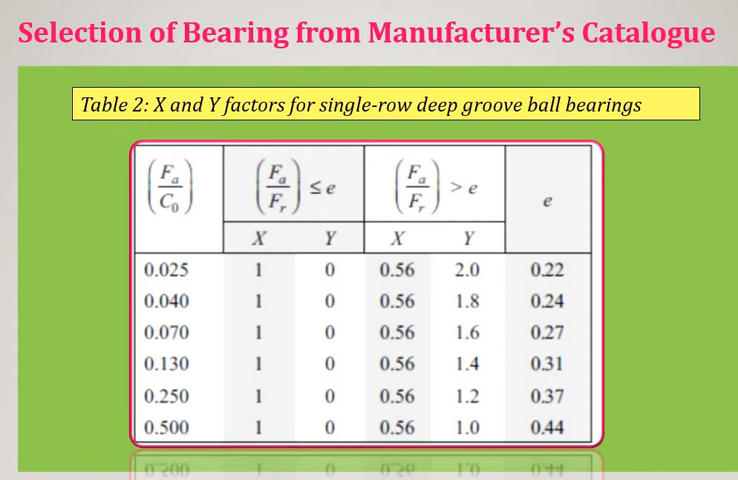 Selection of Bearing from Manufacturer's Catalogue
Table 2: X and Y factors for single-row deep groove ball bearings
(Fa/C0) (Fa/Fr) ≤ e (Fa/Fr) > e e
X Y X Y
0.025 1 0 0.56 2.0 0.22
0.040 1 0 0.56 1.8 0.24
0.070 1 0 0.56 1.6 0.27
0.130 1 0 0.56 1.4 0.31
0.250 1 0 0.56 1.2 0.37
0.500 1 0 0.56 1.0 0.44